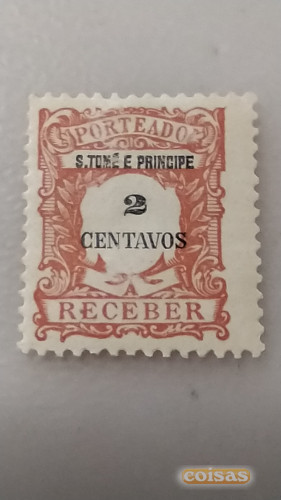 PORTEADO
S. TOMÉ E PRINCIPE
2
CENTAVOS
RECEBER
coisas